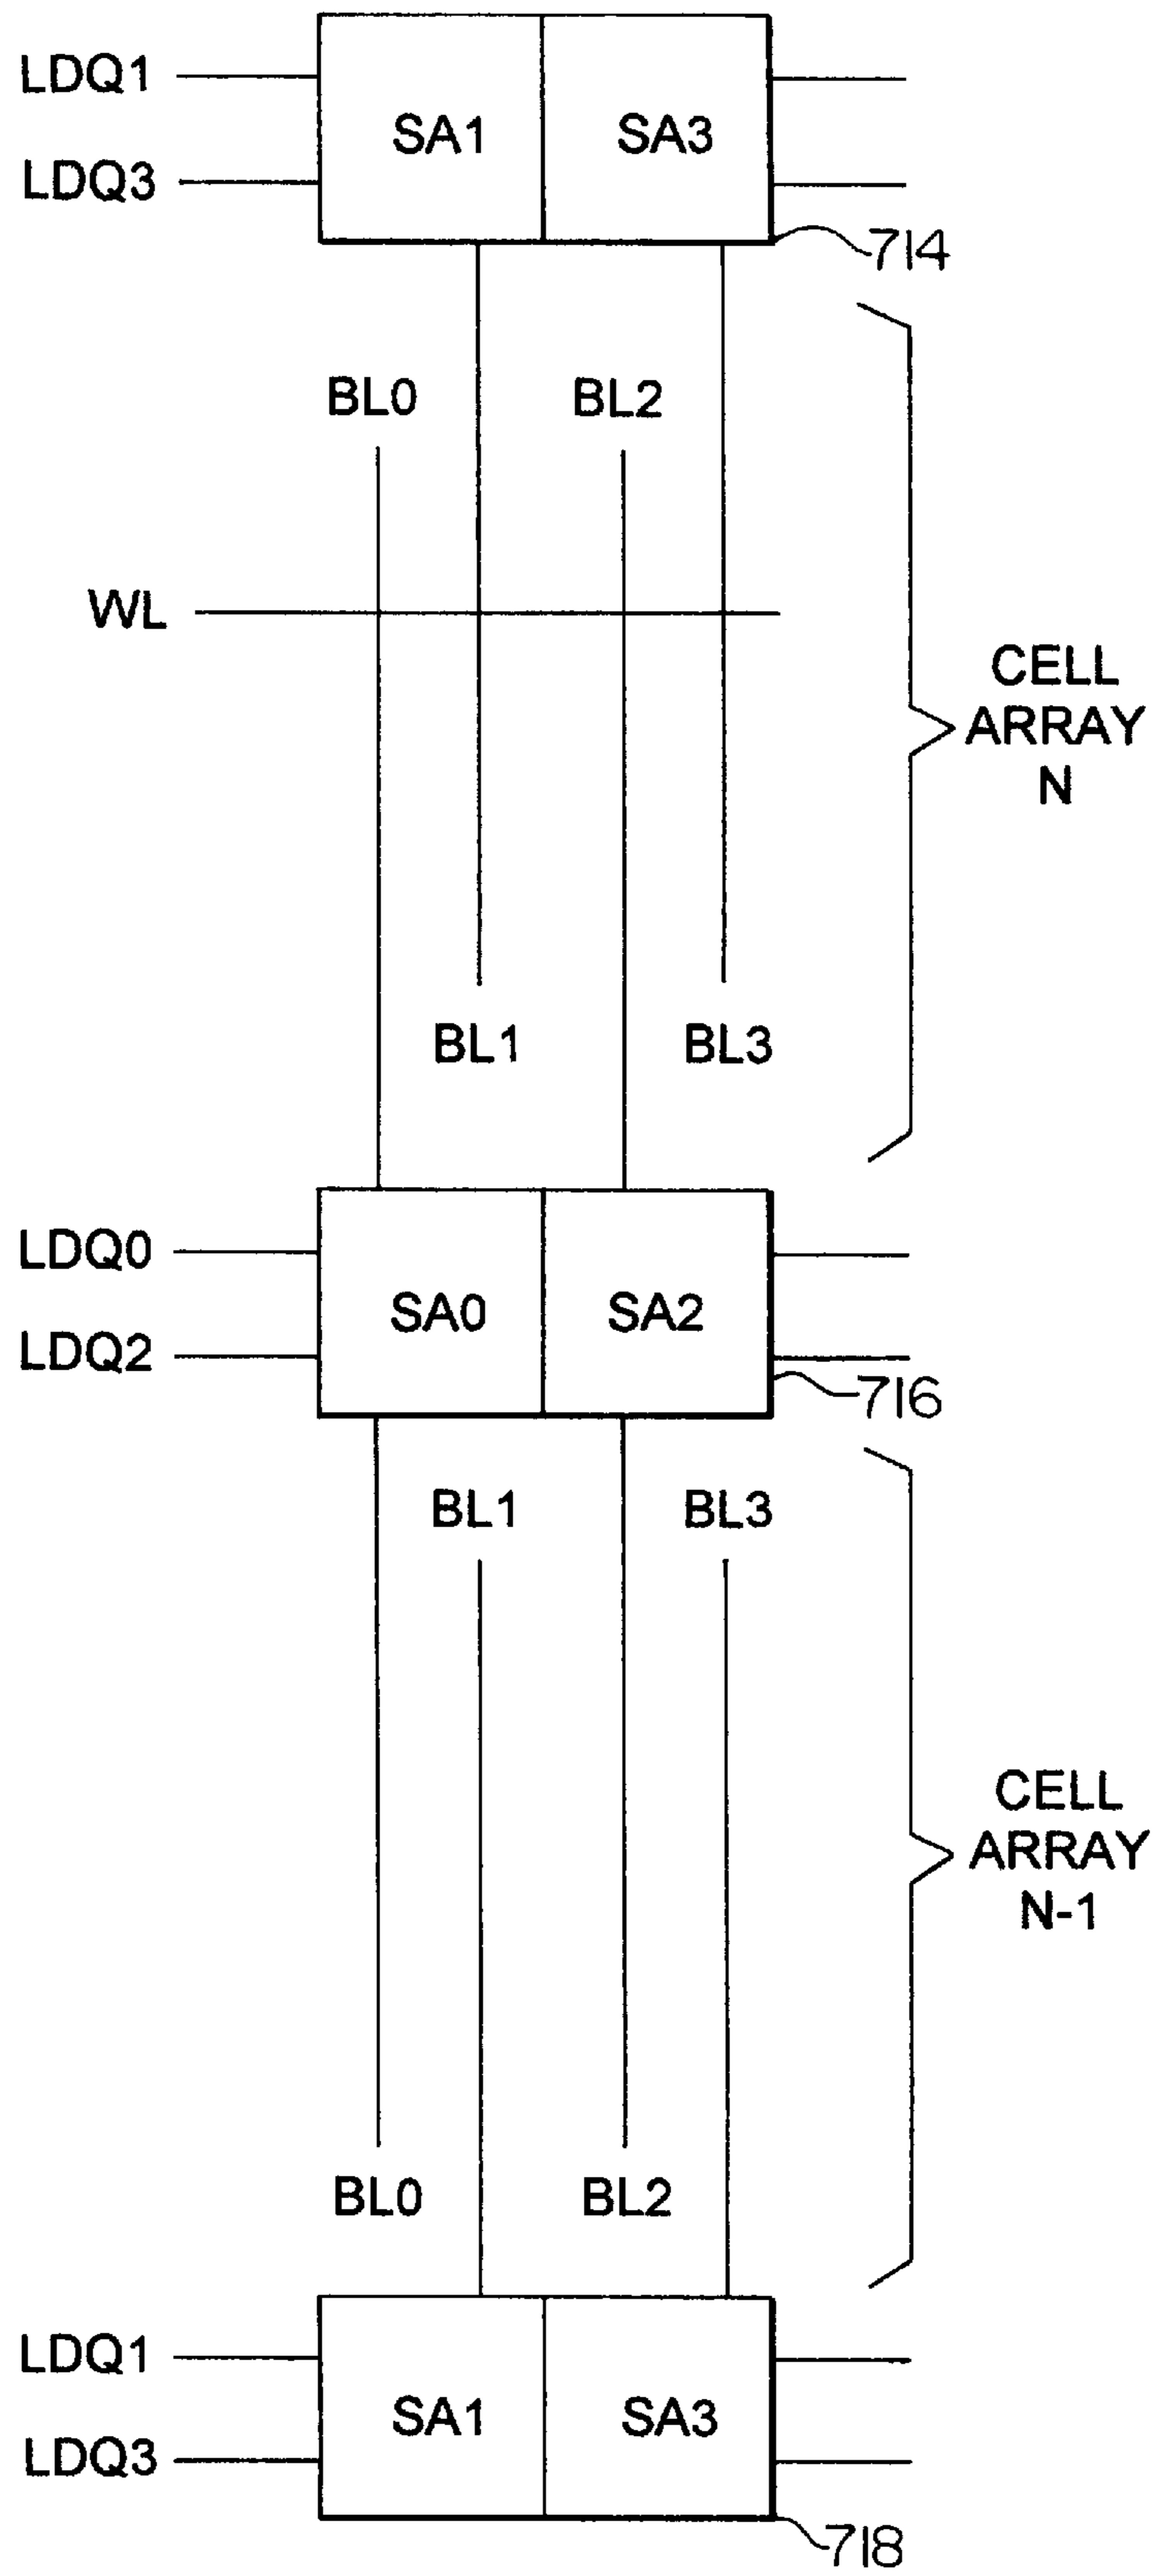 LDQ1
SA1 SA3
LDQ3
714
BL0 BL2
WL
CELL
ARRAY
N
BL1 BL3
LDQ0
SA0 SA2
LDQ2
716
BL1 BL3
CELL
ARRAY
N-1
BL0 BL2
LDQ1
SA1 SA3
LDQ3
718